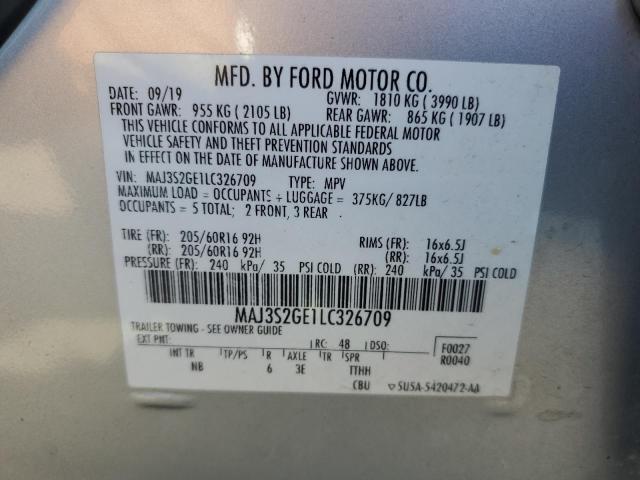 MFD. BY FORD MOTOR CO.
DATE: 09/19 GVWR: 1810 KG ( 3990 LB)
FRONT GAWR: 955 KG ( 2105 LB) REAR GAWR: 865 KG ( 1907 LB)
THIS VEHICLE CONFORMS TO ALL APPLICABLE FEDERAL MOTOR
VEHICLE SAFETY AND THEFT PREVENTION STANDARDS
IN EFFECT ON THE DATE OF MANUFACTURE SHOWN ABOVE.
VIN: MAJ3S2GE1LC326709 TYPE: MPV
MAXIMUM LOAD = OCCUPANTS + LUGGAGE = 375KG/ 827LB
OCCUPANTS = 5 TOTAL; 2 FRONT, 3 REAR
TIRE (FR): 205/60R16 92H RIMS (FR): 16x6.5J
(RR): 205/60R16 92H (RR): 16x6.5J
PRESSURE (FR): 240 kPa/ 35 PSI COLD (RR): 240 kPa/ 35 PSI COLD
MAJ3S2GE1LC326709
TRAILER TOWING - SEE OWNER GUIDE
EXT PNT: RC: 48 DSO: F0027
R0040
INT TR TP/PS R AXLE TR SPR
NB 6 3E TTHH
CBU 5U5A-5420472-AA